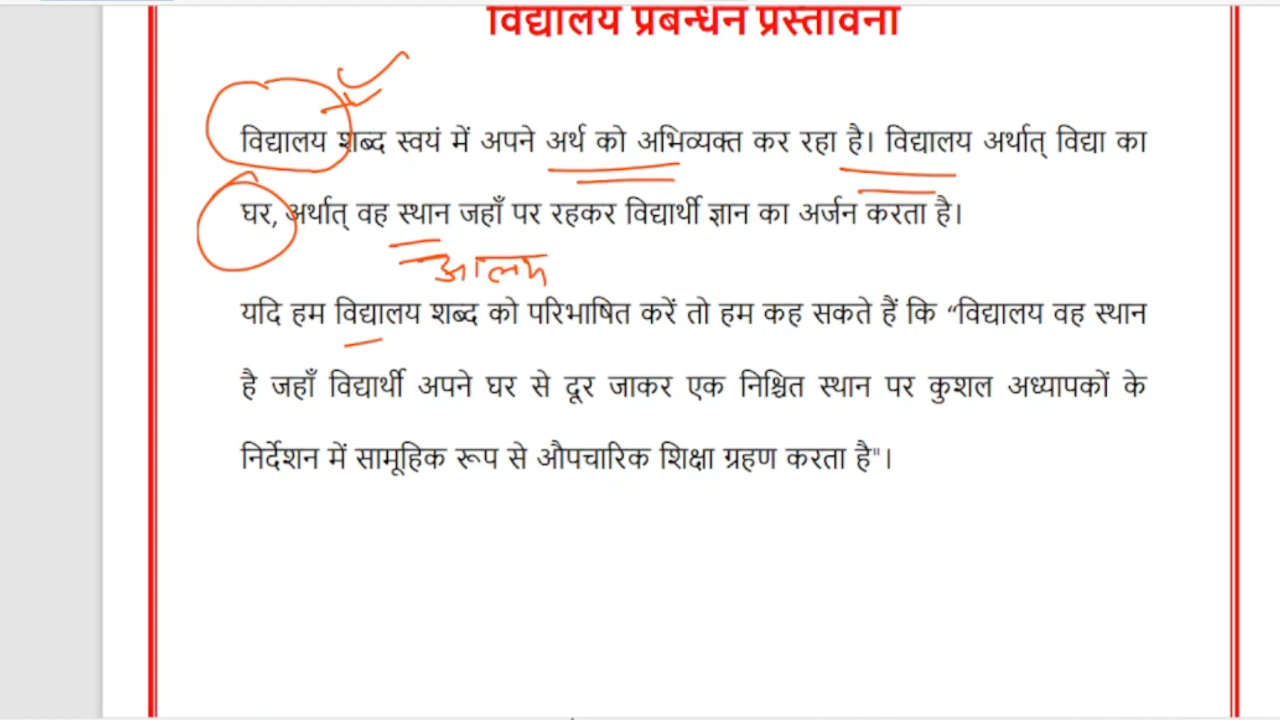 विद्यालय प्रबन्धन प्रस्तावना
विद्यालय शब्द स्वयं में अपने अर्थ को अभिव्यक्त कर रहा है। विद्यालय अर्थात् विद्या का
घर, अर्थात् वह स्थान जहाँ पर रहकर विद्यार्थी ज्ञान का अर्जन करता है।
आलय
यदि हम विद्यालय शब्द को परिभाषित करें तो हम कह सकते हैं कि “विद्यालय वह स्थान
है जहाँ विद्यार्थी अपने घर से दूर जाकर एक निश्चित स्थान पर कुशल अध्यापकों के
निर्देशन में सामूहिक रूप से औपचारिक शिक्षा ग्रहण करता है"।